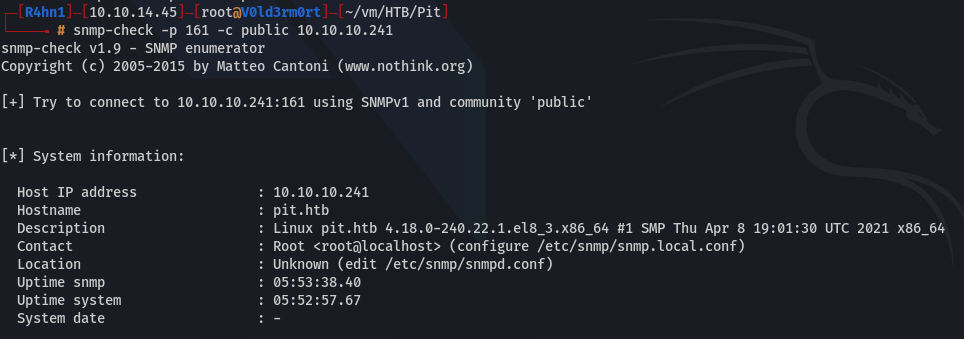 [R4hn1]-[10.10.14.45]-[root@V0ld3rm0rt]-[~/vm/HTB/Pit]
# snmp-check -p 161 -c public 10.10.10.241
snmp-check v1.9 - SNMP enumerator
Copyright (c) 2005-2015 by Matteo Cantoni (www.nothink.org)
[+] Try to connect to 10.10.10.241:161 using SNMPv1 and community 'public'
[*] System information:
Host IP address : 10.10.10.241
Hostname : pit.htb
Description : Linux pit.htb 4.18.0-240.22.1.el8_3.x86_64 #1 SMP Thu Apr 8 19:01:30 UTC 2021 x86_64
Contact : Root <root@localhost> (configure /etc/snmp/snmp.local.conf)
Location : Unknown (edit /etc/snmp/snmpd.conf)
Uptime snmp : 05:53:38.40
Uptime system : 05:52:57.67
System date : -